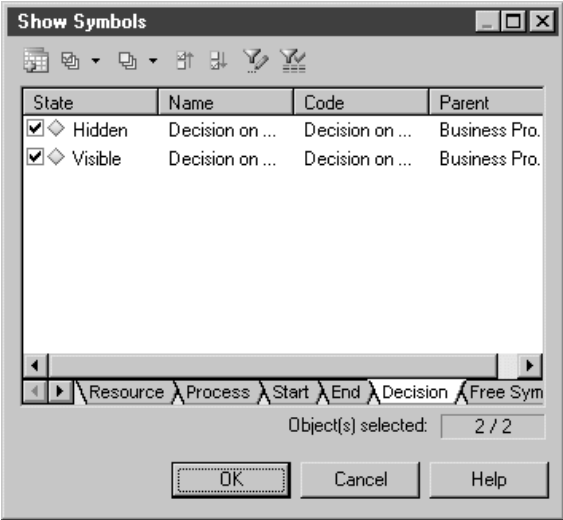 Show Symbols
State Name Code Parent
Hidden Decision on ... Decision on ... Business Pro.
Visible Decision on ... Decision on ... Business Pro.
Resource Process Start End Decision Free Sym
Object(s) selected: 2 / 2
OK Cancel Help